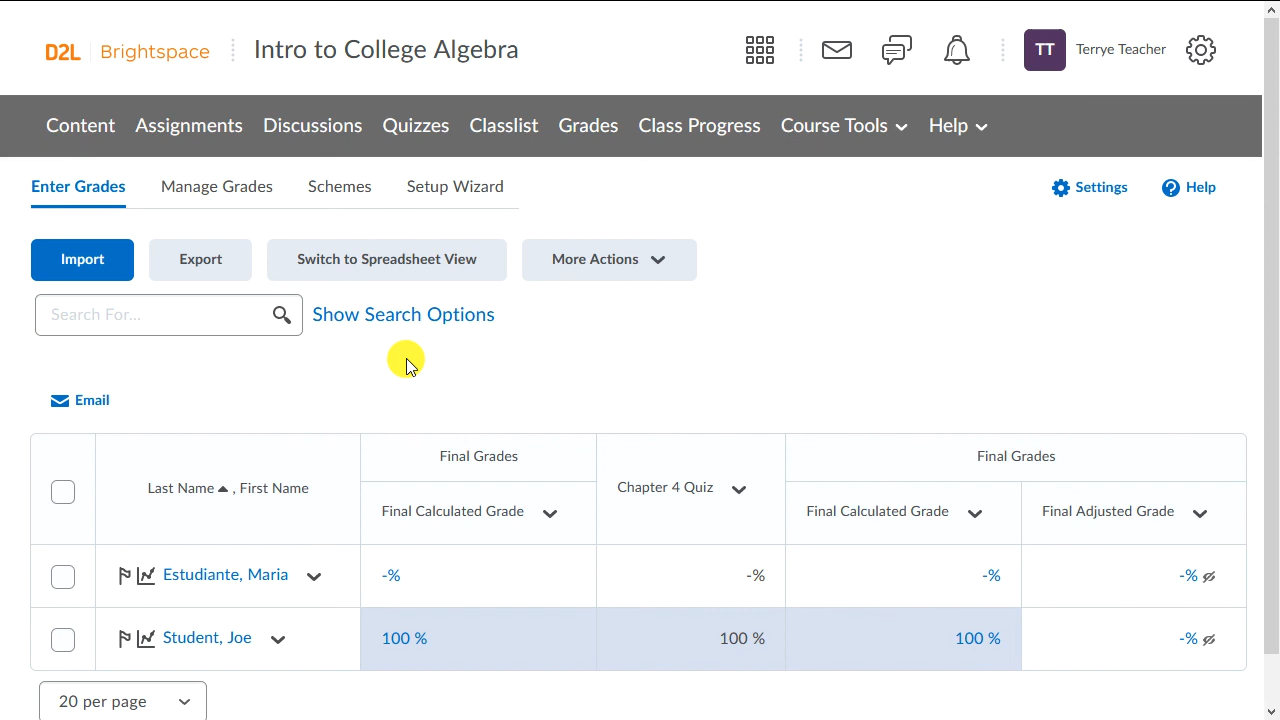 D2L Brightspace Intro to College Algebra TT Terrye Teacher
Content Assignments Discussions Quizzes Classlist Grades Class Progress Course Tools Help
Enter Grades Manage Grades Schemes Setup Wizard Settings Help
Import Export Switch to Spreadsheet View More Actions
Search For... Show Search Options
Email
Final Grades Final Grades
Last Name , First Name Chapter 4 Quiz
Final Calculated Grade Final Calculated Grade Final Adjusted Grade
Estudiante, Maria -% -% -% -%
Student, Joe 100 % 100 % 100 % -%
20 per page